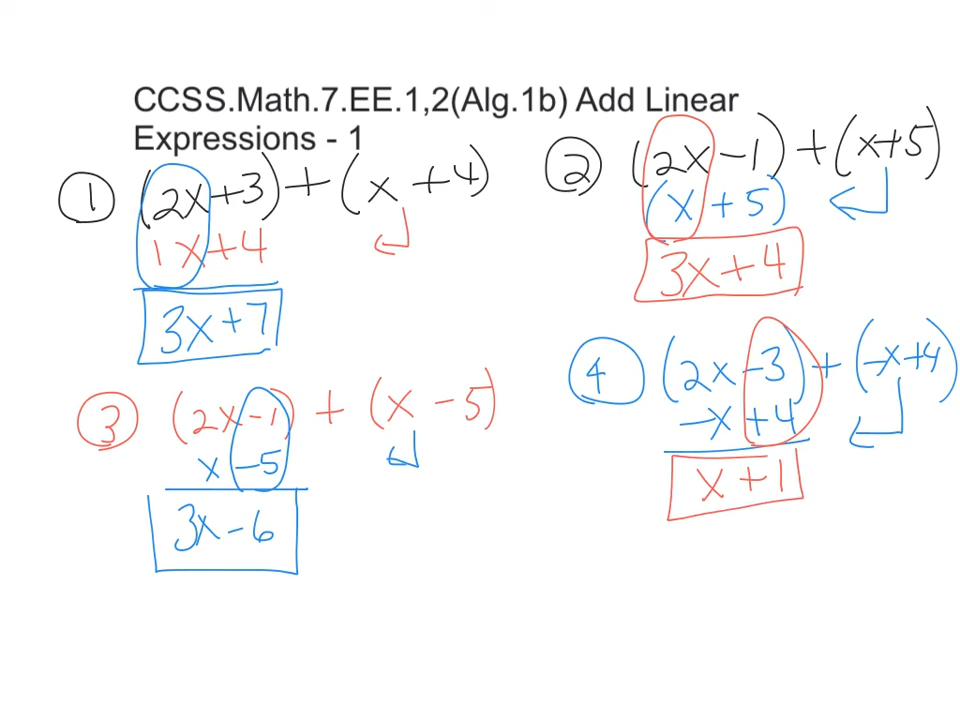 CCSS.Math.7.EE.1,2(Alg.1b) Add Linear
Expressions - 1
① (2x+3)+(x+4)
1x+4
3x+7
② (2x-1)+(x+5)
(x+5)
3x+4
③ (2x-1)+(x-5)
x-5
3x-6
④ (2x-3)+(-x+4)
-x+4
x+1